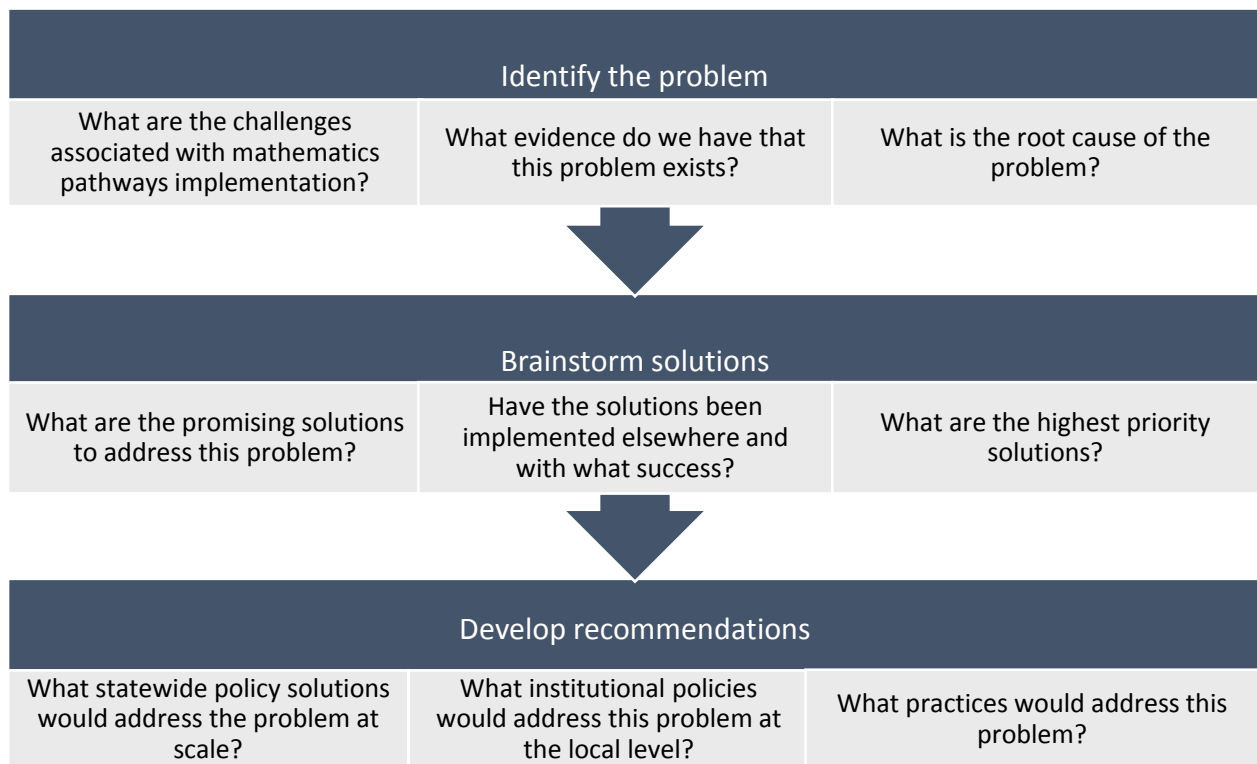 Identify the problem
What are the challenges
associated with mathematics
pathways implementation?
What evidence do we have that
this problem exists?
What is the root cause of the
problem?
Brainstorm solutions
What are the promising solutions
to address this problem?
Have the solutions been
implemented elsewhere and
with what success?
What are the highest priority
solutions?
Develop recommendations
What statewide policy solutions
would address the problem at
scale?
What institutional policies
would address this problem at
the local level?
What practices would address this
problem?